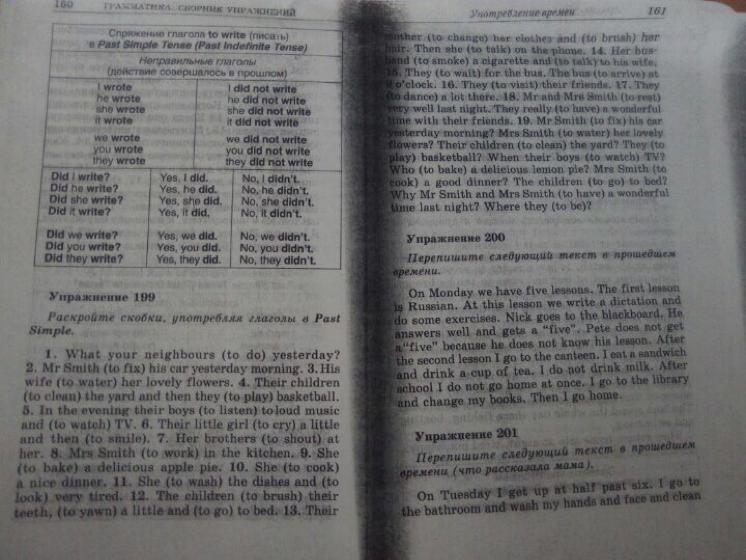 160 ГРАММАТИКА. СБОРНИК УПРАЖНЕНИЙ
Спряжение глагола to write (писать)
в Past Simple Tense (Past Indefinite Tense)
Неправильные глаголы
(действие совершалось в прошлом)
I wrote I did not write
he wrote he did not write
she wrote she did not write
it wrote it did not write
we wrote we did not write
you wrote you did not write
they wrote they did not write
Did I write? Yes, I did. No, I didn't.
Did he write? Yes, he did. No, he didn't.
Did she write? Yes, she did. No, she didn't.
Did it write? Yes, it did. No, it didn't.
Did we write? Yes, we did. No, we didn't.
Did you write? Yes, you did. No, you didn't.
Did they write? Yes, they did. No, they didn't.
Упражнение 199
Раскройте скобки, употребляя глаголы в Past
Simple.
1. What your neighbours (to do) yesterday?
2. Mr Smith (to fix) his car yesterday morning. 3. His
wife (to water) her lovely flowers. 4. Their children
(to clean) the yard and then they (to play) basketball.
5. In the evening their boys (to listen) to loud music
and (to watch) TV. 6. Their little girl (to cry) a little
and then (to smile). 7. Her brothers (to shout) at
her. 8. Mrs Smith (to work) in the kitchen. 9. She
(to bake) a delicious apple pie. 10. She (to cook)
a nice dinner. 11. She (to wash) the dishes and (to
look) very tired. 12. The children (to brush) their
teeth, (to yawn) a little and (to go) to bed. 13. Their
Употребление времен 161
mother (to change) her clothes and (to brush) her
hair. Then she (to talk) on the phone. 14. Her hus-
band (to smoke) a cigarette and (to talk) to his wife.
15. They (to wait) for the bus. The bus (to arrive) at
o'clock. 16. They (to visit) their friends. 17. They
(to dance) a lot there. 18. Mr and Mrs Smith (to rest)
very well last night. They really (to have) a wonderful
time with their friends. 19. Mr Smith (to fix) his car
yesterday morning? Mrs Smith (to water) her lovely
flowers? Their children (to clean) the yard? They (to
play) basketball? When their boys (to watch) TV?
Who (to bake) a delicious lemon pie? Mrs Smith (to
cook) a good dinner? The children (to go) to bed?
Why Mr Smith and Mrs Smith (to have) a wonderful
time last night? Where they (to be)?
Упражнение 200
Перепишите следующий текст в прошедшем
времени.
On Monday we have five lessons. The first lesson
is Russian. At this lesson we write a dictation and
do some exercises. Nick goes to the blackboard. He
answers well and gets a "five". Pete does not get
a "five" because he does not know his lesson. After
the second lesson I go to the canteen. I eat a sandwich
and drink a cup of tea. I do not drink milk. After
school I do not go home at once. I go to the library
and change my books. Then I go home.
Упражнение 201
Перепишите следующий текст в прошедшем
времени (что рассказала мама).
On Tuesday I get up at half past six. I go to
the bathroom and wash my hands and face and clean